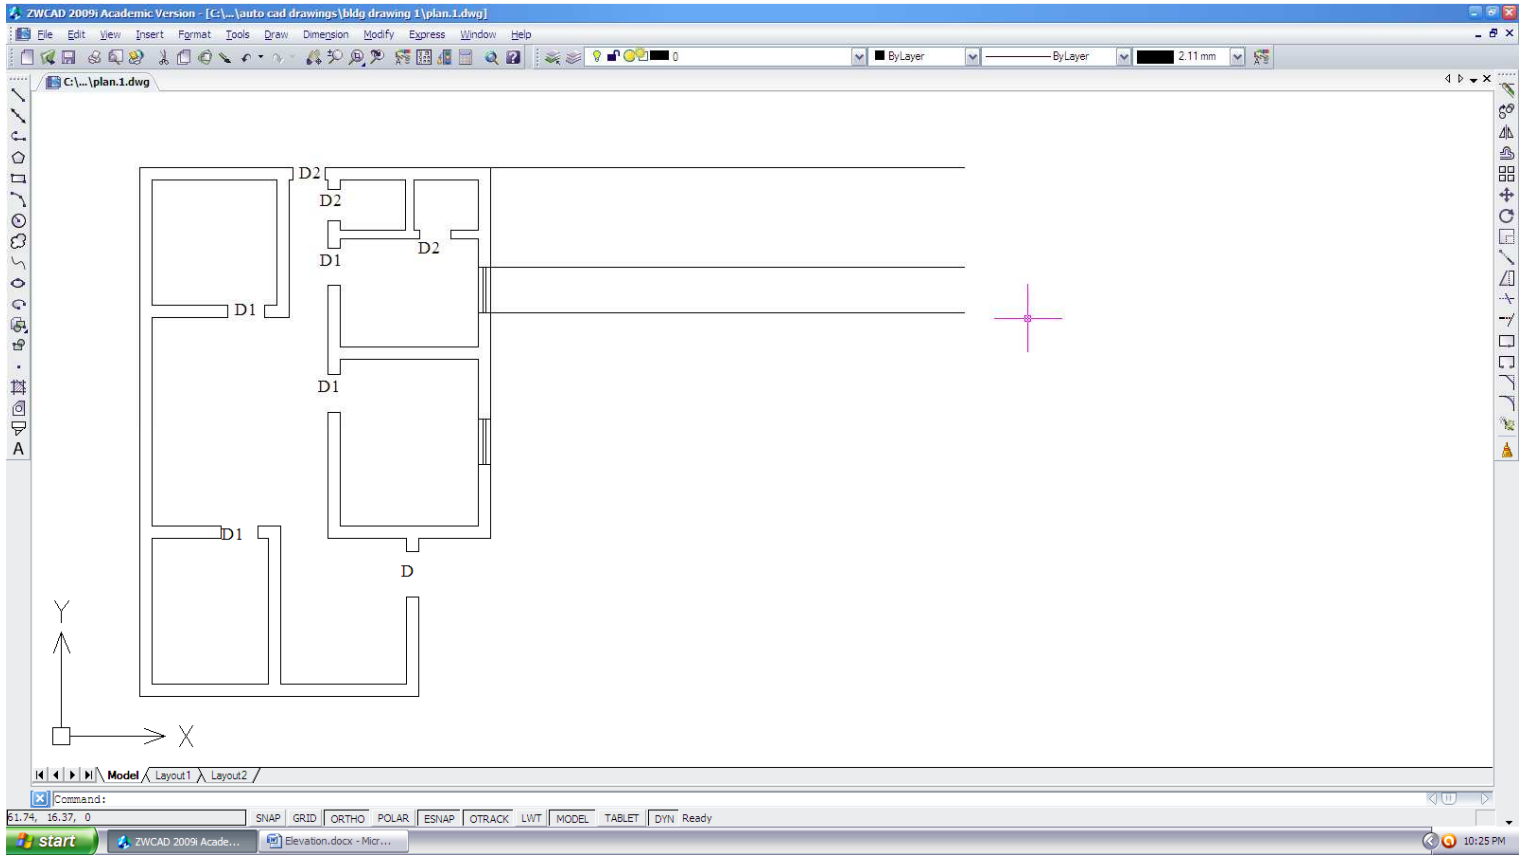 ZWCAD 2009i Academic Version - [C:\...\auto cad drawings\bldg drawing 1\plan.1.dwg]
File Edit View Insert Format Tools Draw Dimension Modify Express Window Help
0 ByLayer ByLayer 2.11 mm
C:\...\plan.1.dwg
D2
D2
D2
D1
D1
D1
D1
D
Y
X
A
Model Layout1 Layout2
Command:
61.74, 16.37, 0 SNAP GRID ORTHO POLAR ESNAP OTRACK LWT MODEL TABLET DYN Ready
start ZWCAD 2009i Acade... Elevation.docx - Micr... 10:25 PM